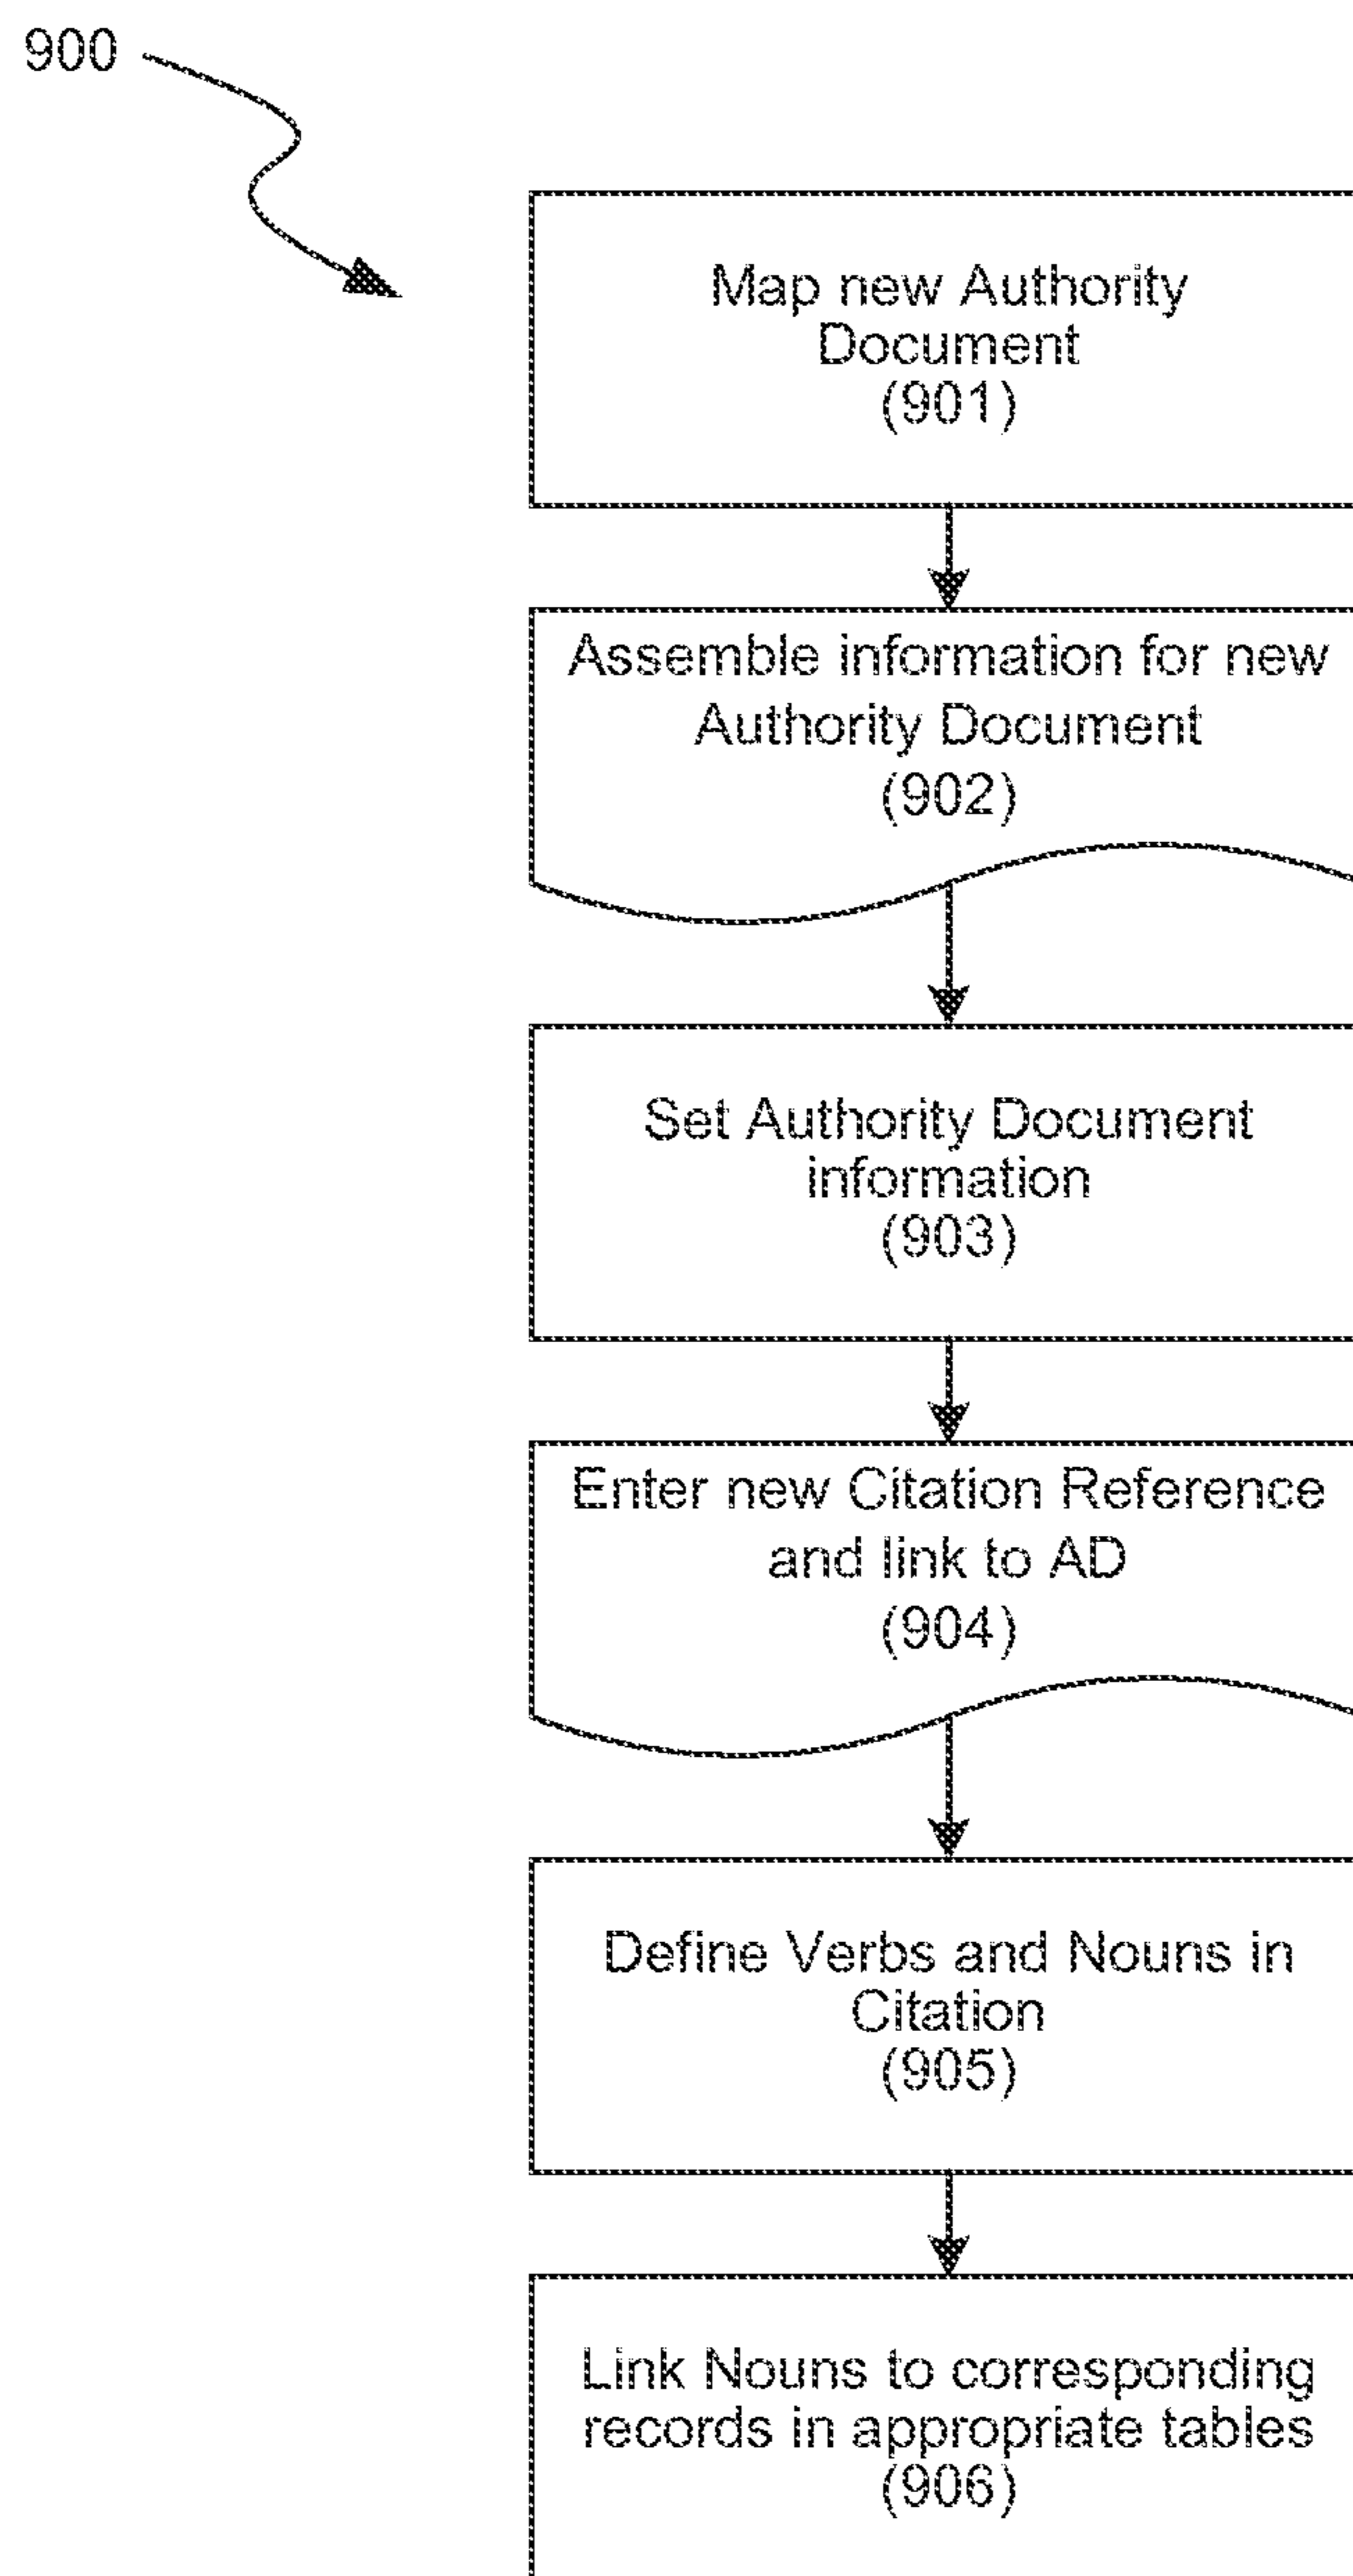 900
Map new Authority
Document
(901)
Assemble information for new
Authority Document
(902)
Set Authority Document
information
(903)
Enter new Citation Reference
and link to AD
(904)
Define Verbs and Nouns in
Citation
(905)
Link Nouns to corresponding
records in appropriate tables
(906)